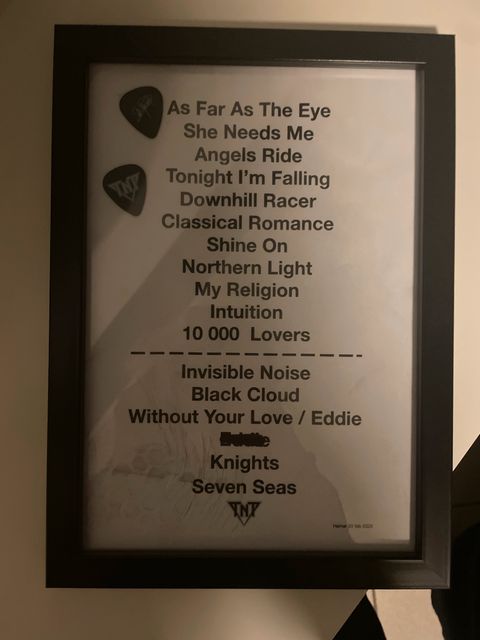 As Far As The Eye
She Needs Me
Angels Ride
TNT
Tonight I'm Falling
Downhill Racer
Classical Romance
Shine On
Northern Light
My Religion
Intuition
10 000 Lovers
Invisible Noise
Black Cloud
Without Your Love / Eddie
Knights
Seven Seas
TNT